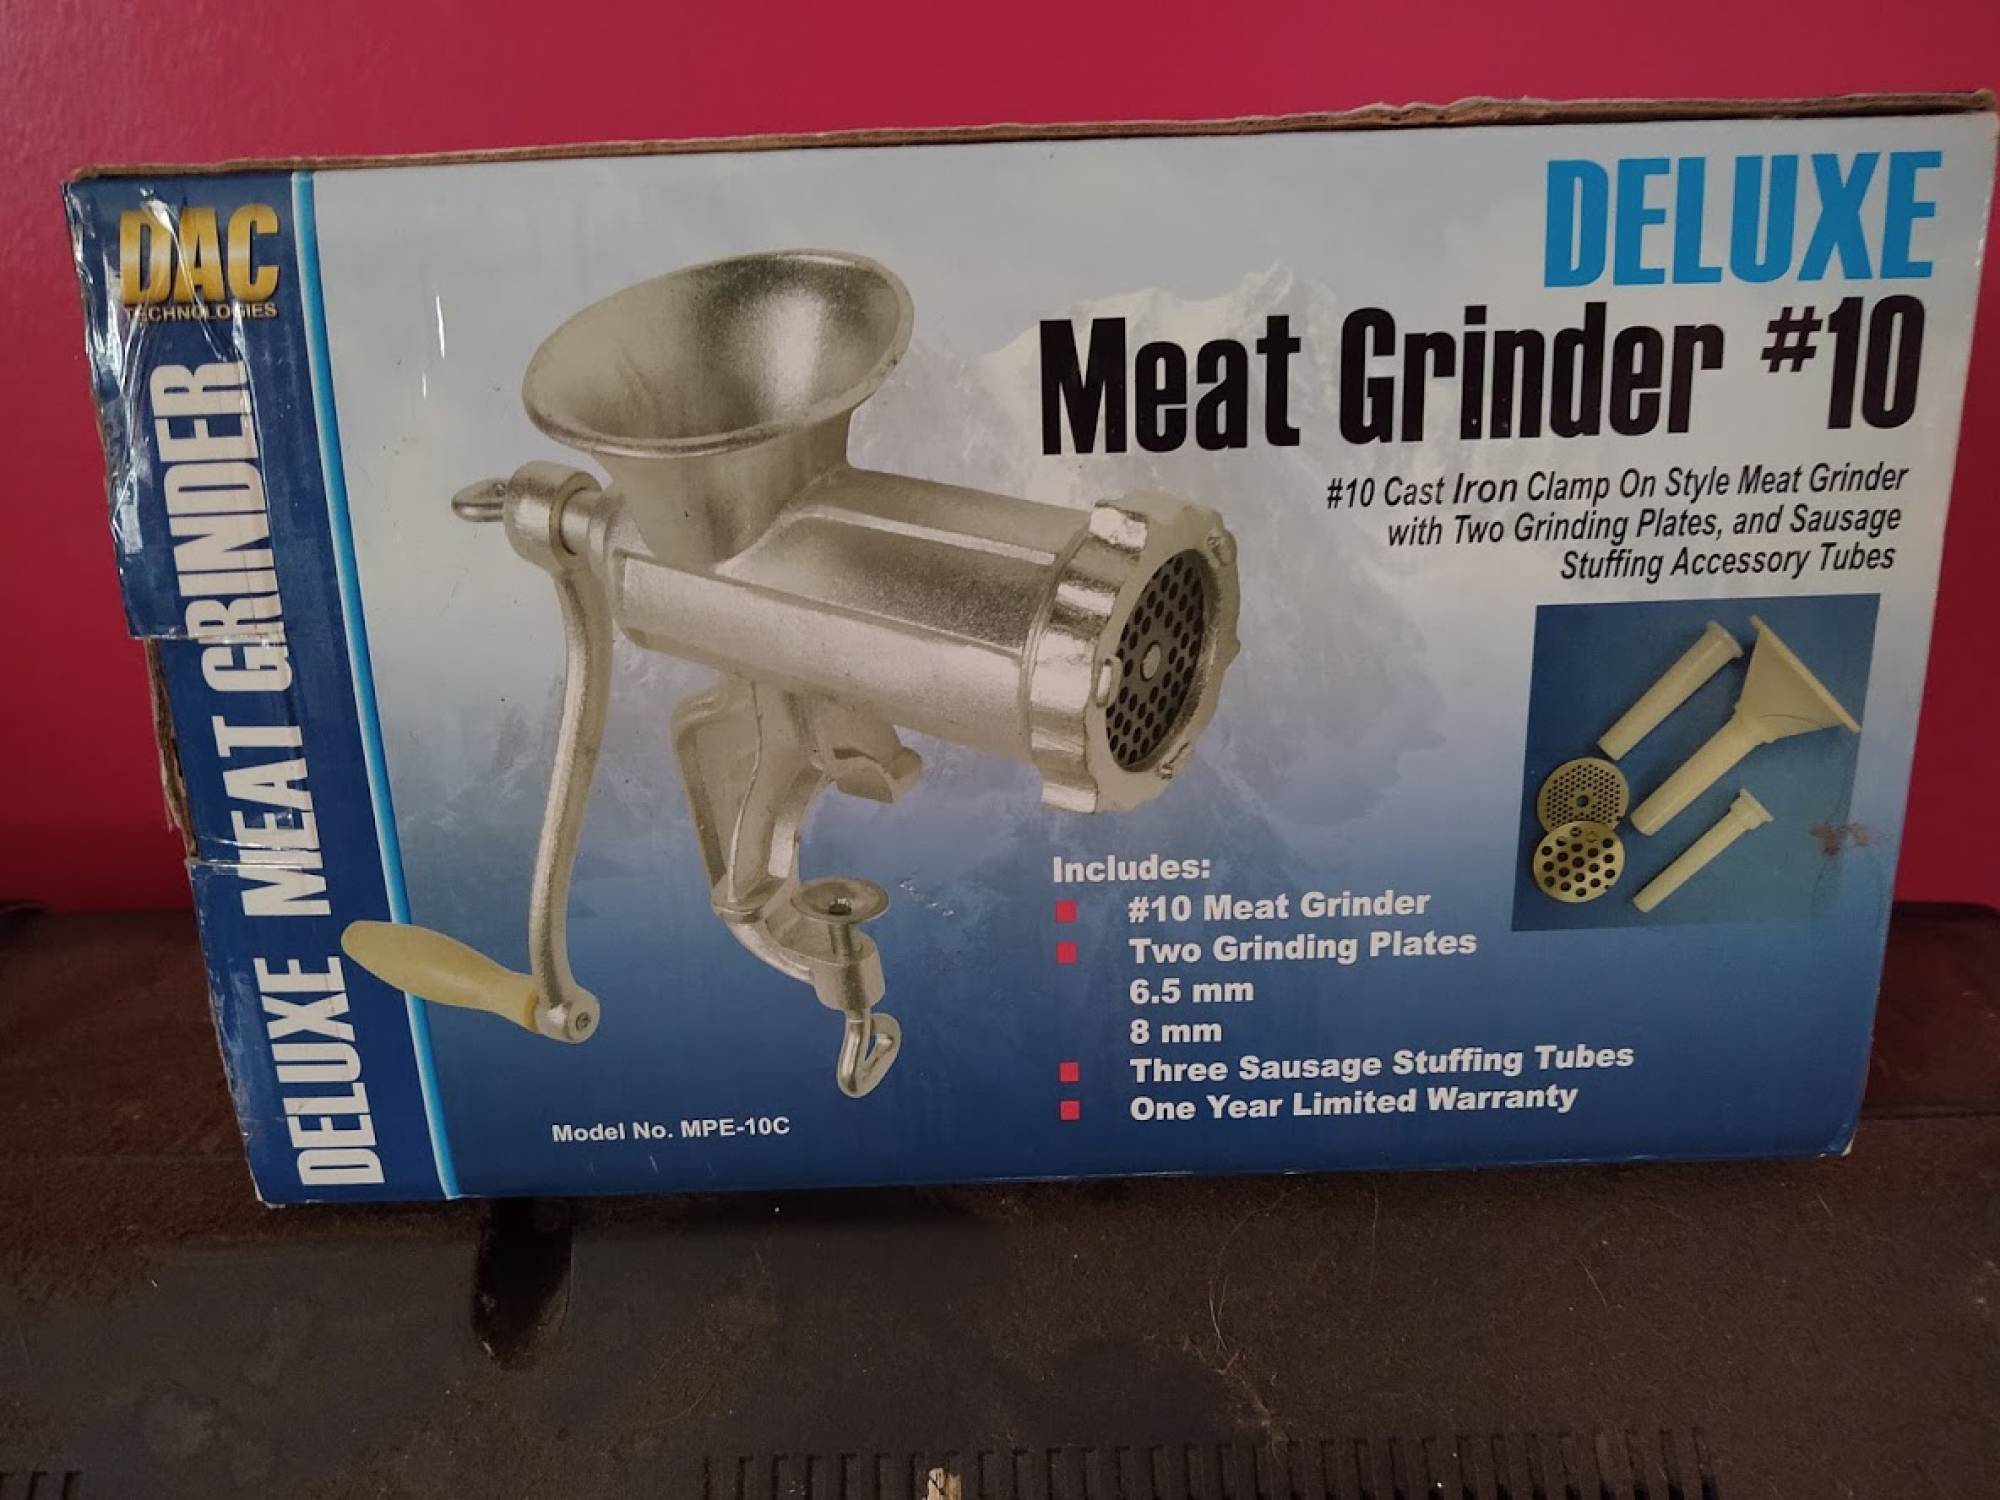 DAC
TECHNOLOGIES
DELUXE MEAT GRINDER
DELUXE
Meat Grinder #10
#10 Cast Iron Clamp On Style Meat Grinder
with Two Grinding Plates, and Sausage
Stuffing Accessory Tubes
Includes:
■ #10 Meat Grinder
■ Two Grinding Plates
6.5 mm
8 mm
■ Three Sausage Stuffing Tubes
■ One Year Limited Warranty
Model No. MPE-10C